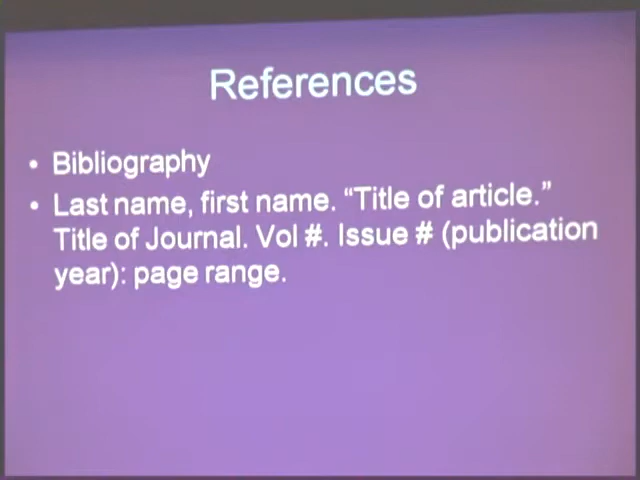 References
• Bibliography
• Last name, first name. “Title of article.”
Title of Journal. Vol #. Issue # (publication
year): page range.